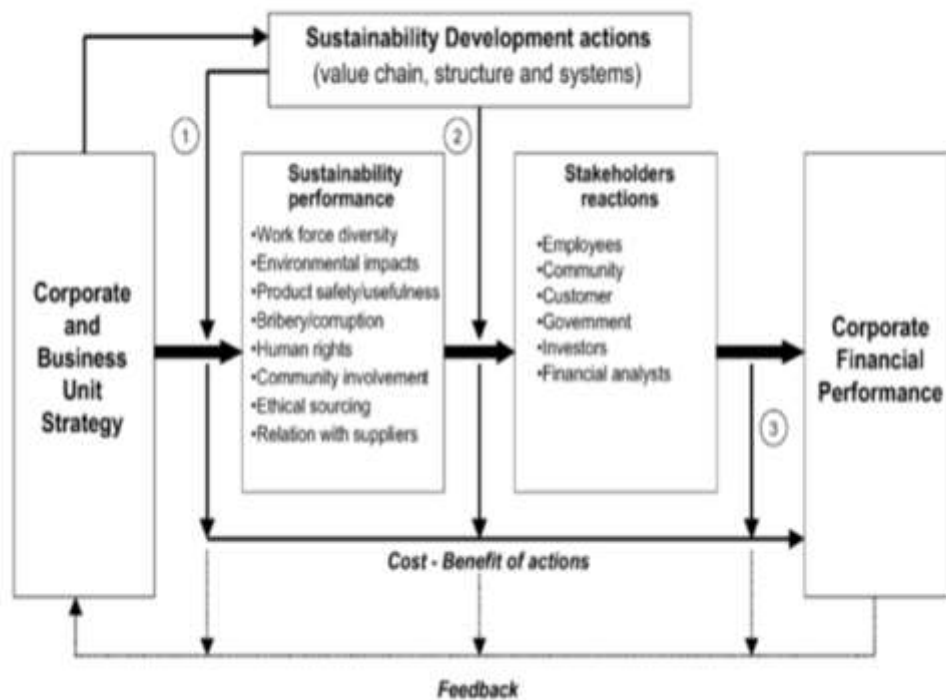 Sustainability Development actions
(value chain, structure and systems)
1
2
Corporate
and
Business
Unit
Strategy
Sustainability
performance
•Work force diversity
•Environmental impacts
•Product safety/usefulness
•Bribery/corruption
•Human rights
•Community involvement
•Ethical sourcing
•Relation with suppliers
Stakeholders
reactions
•Employees
•Community
•Customer
•Government
•Investors
•Financial analysts
Corporate
Financial
Performance
3
Cost - Benefit of actions
Feedback